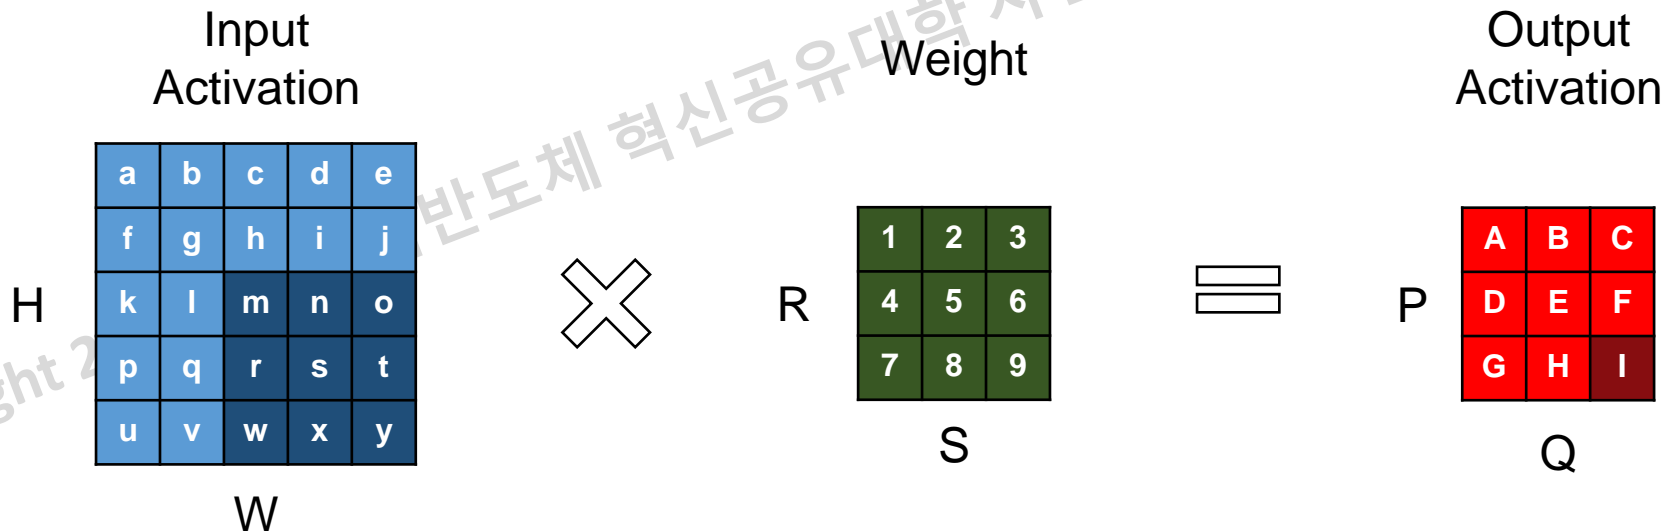 Input
Activation
Weight
Output
Activation
a b c d e
f g h i j
k l m n o
p q r s t
u v w x y
H
W
1 2 3
4 5 6
7 8 9
R
S
A B C
D E F
G H I
P
Q
반도체 혁신공유대학